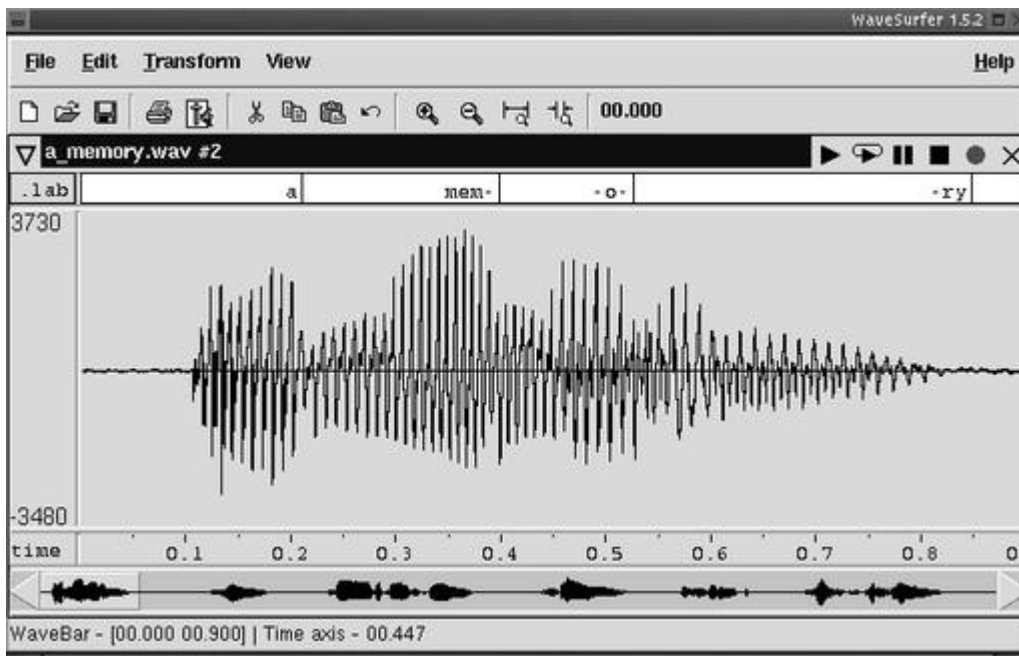 WaveSurfer 1.5.2
File Edit Transform View Help
00.000
a_memory.wav #2
.lab a mem- -o- -ry
3730
-3480
time 0.1 0.2 0.3 0.4 0.5 0.6 0.7 0.8 0
WaveBar - [00.000 00.900] | Time axis - 00.447